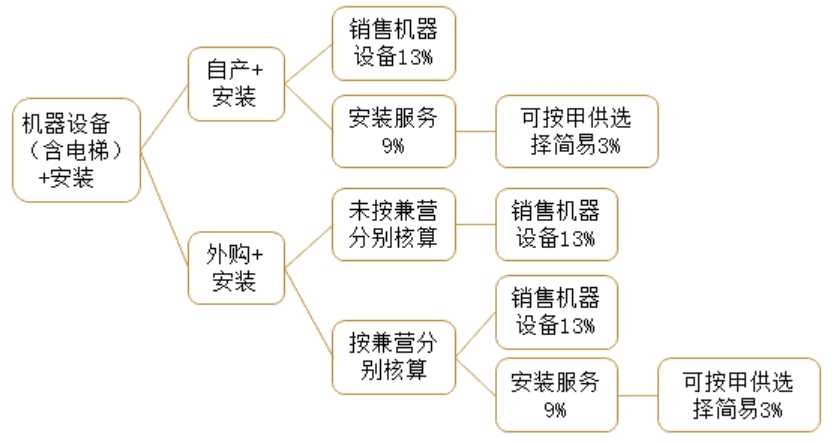 机器设备
（含电梯）
+安装
自产+
安装
销售机器
设备13%
安装服务
9%
可按甲供选
择简易3%
外购+
安装
未按兼营
分别核算
销售机器
设备13%
按兼营分
别核算
销售机器
设备13%
安装服务
9%
可按甲供选
择简易3%